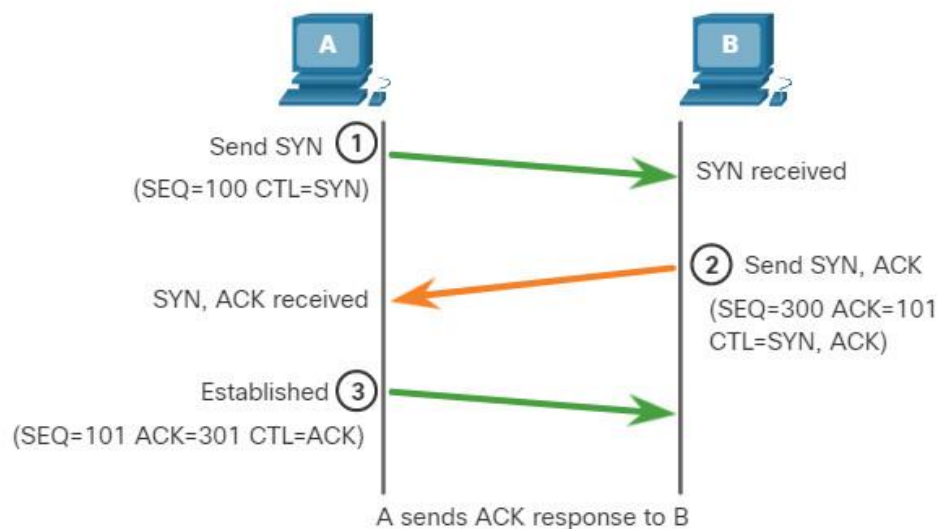 A
B
Send SYN 1
(SEQ=100 CTL=SYN)
SYN received
2 Send SYN, ACK
SYN, ACK received
(SEQ=300 ACK=101
CTL=SYN, ACK)
Established 3
(SEQ=101 ACK=301 CTL=ACK)
A sends ACK response to B